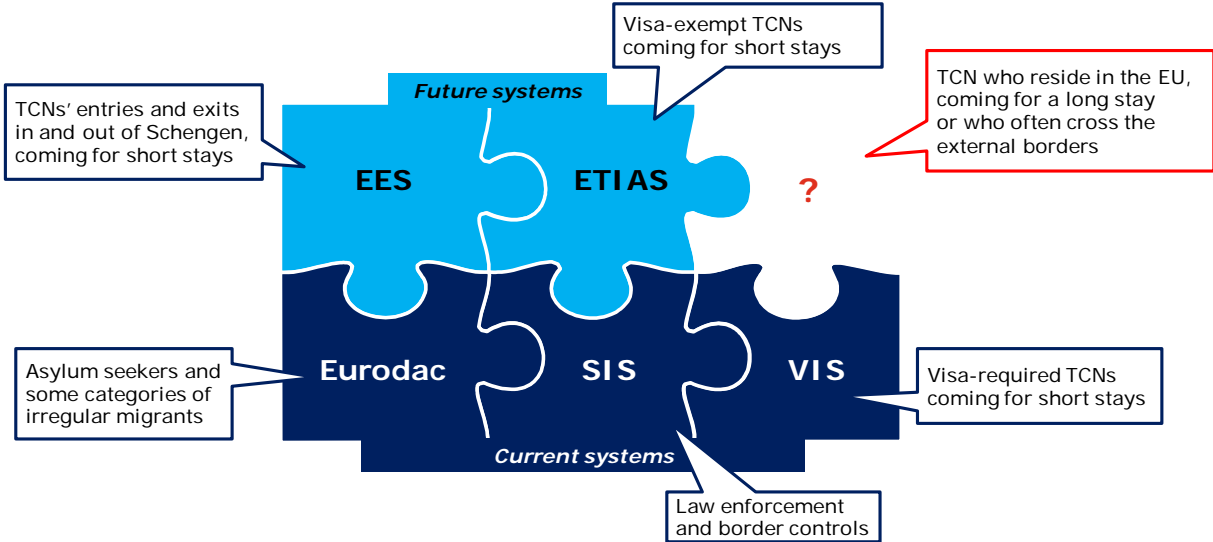 Visa-exempt TCNs
coming for short stays
TCN who reside in the EU,
coming for a long stay
or who often cross the
external borders
Future systems
TCNs' entries and exits
in and out of Schengen,
coming for short stays
EES
ETIAS
?
Eurodac
SIS
VIS
Asylum seekers and
some categories of
irregular migrants
Visa-required TCNs
coming for short stays
Current systems
Law enforcement
and border controls